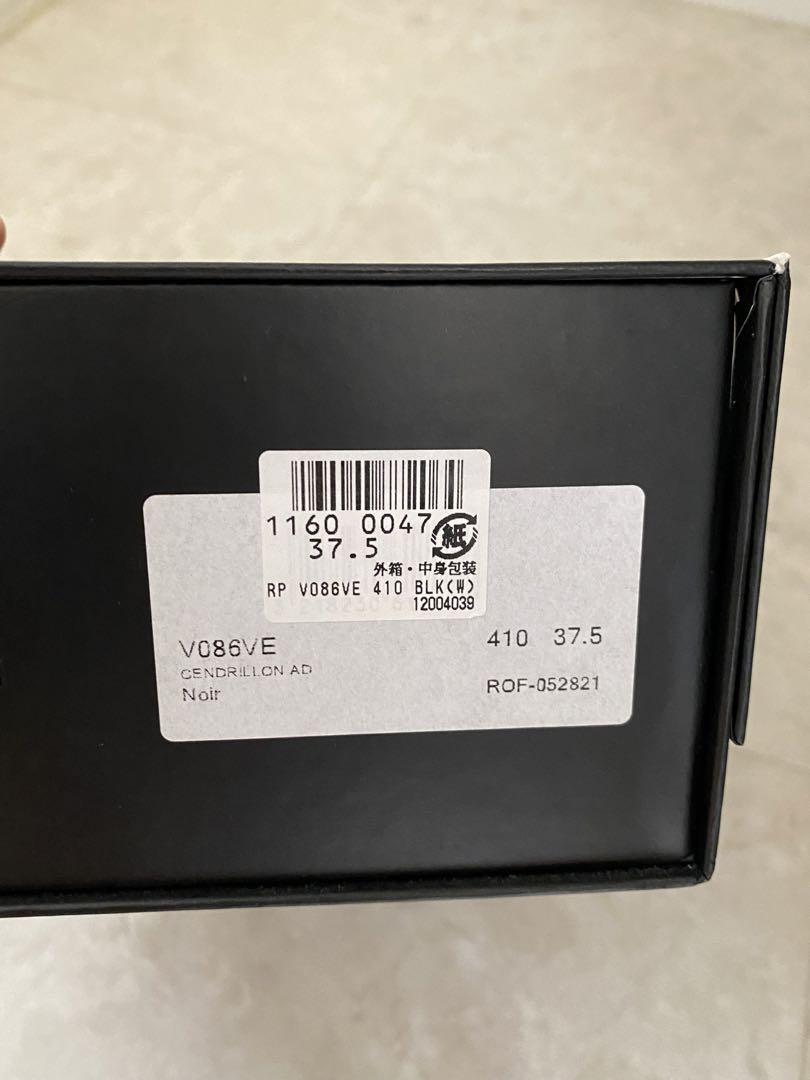 1160 0047
37.5
紙
外箱・中身包装
RP V086VE 410 BLK(W)
12004039
V086VE
410 37.5
CENDRILLON AD
Noir
ROF-052821